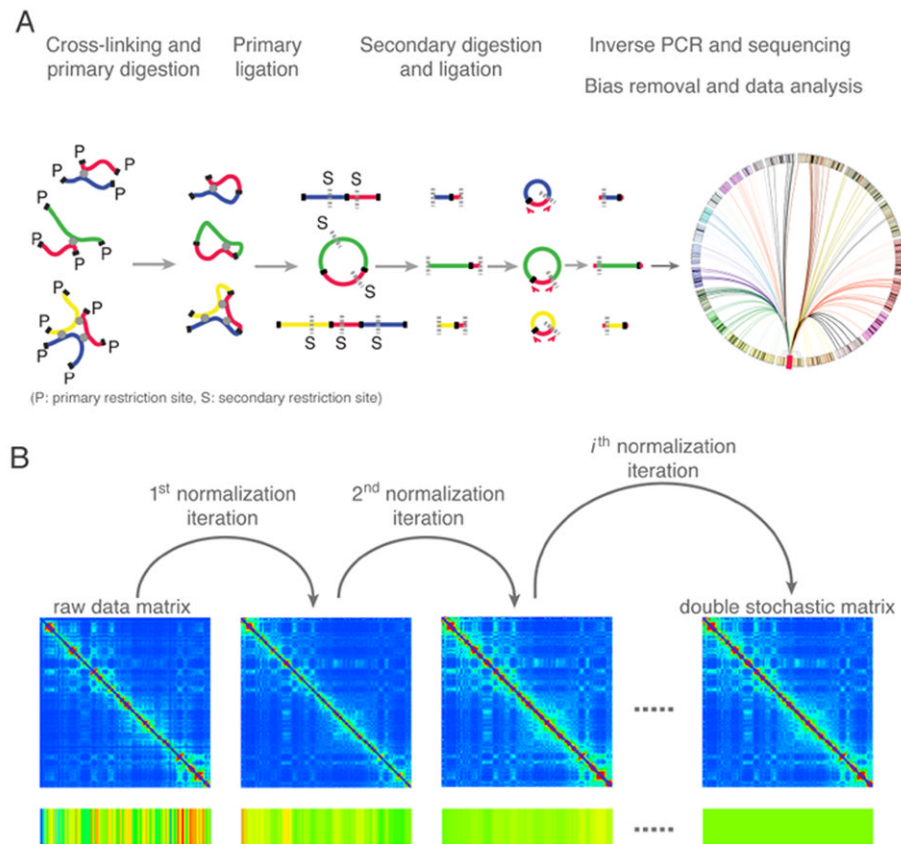 A
Cross-linking and
primary digestion
Primary
ligation
Secondary digestion
and ligation
Inverse PCR and sequencing
Bias removal and data analysis
P
P
P
P
S
S
P
P
P
S
S
P
P
P
P
S
S
S
(P: primary restriction site, S: secondary restriction site)
B
1st normalization
iteration
2nd normalization
iteration
ith normalization
iteration
raw data matrix
double stochastic matrix